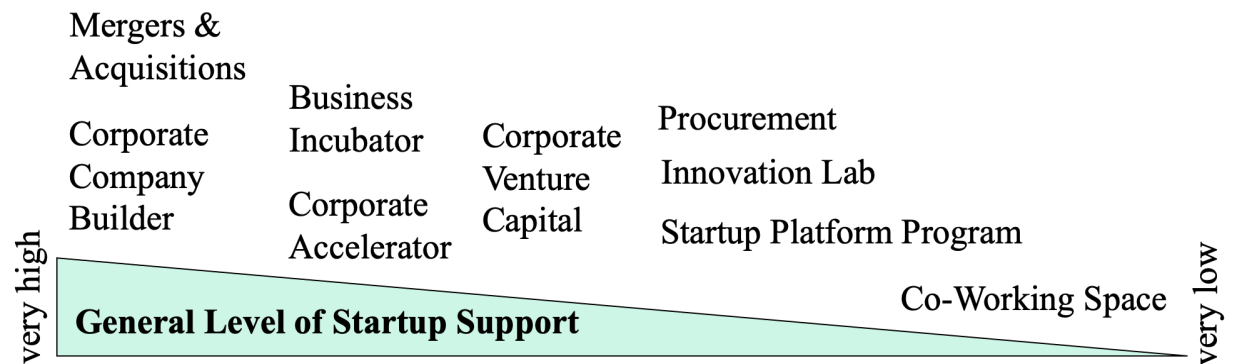 Mergers &
Acquisitions
Corporate
Company
Builder
Business
Incubator
Corporate
Accelerator
Corporate
Venture
Capital
Procurement
Innovation Lab
Startup Platform Program
Co-Working Space
very high
General Level of Startup Support
very low